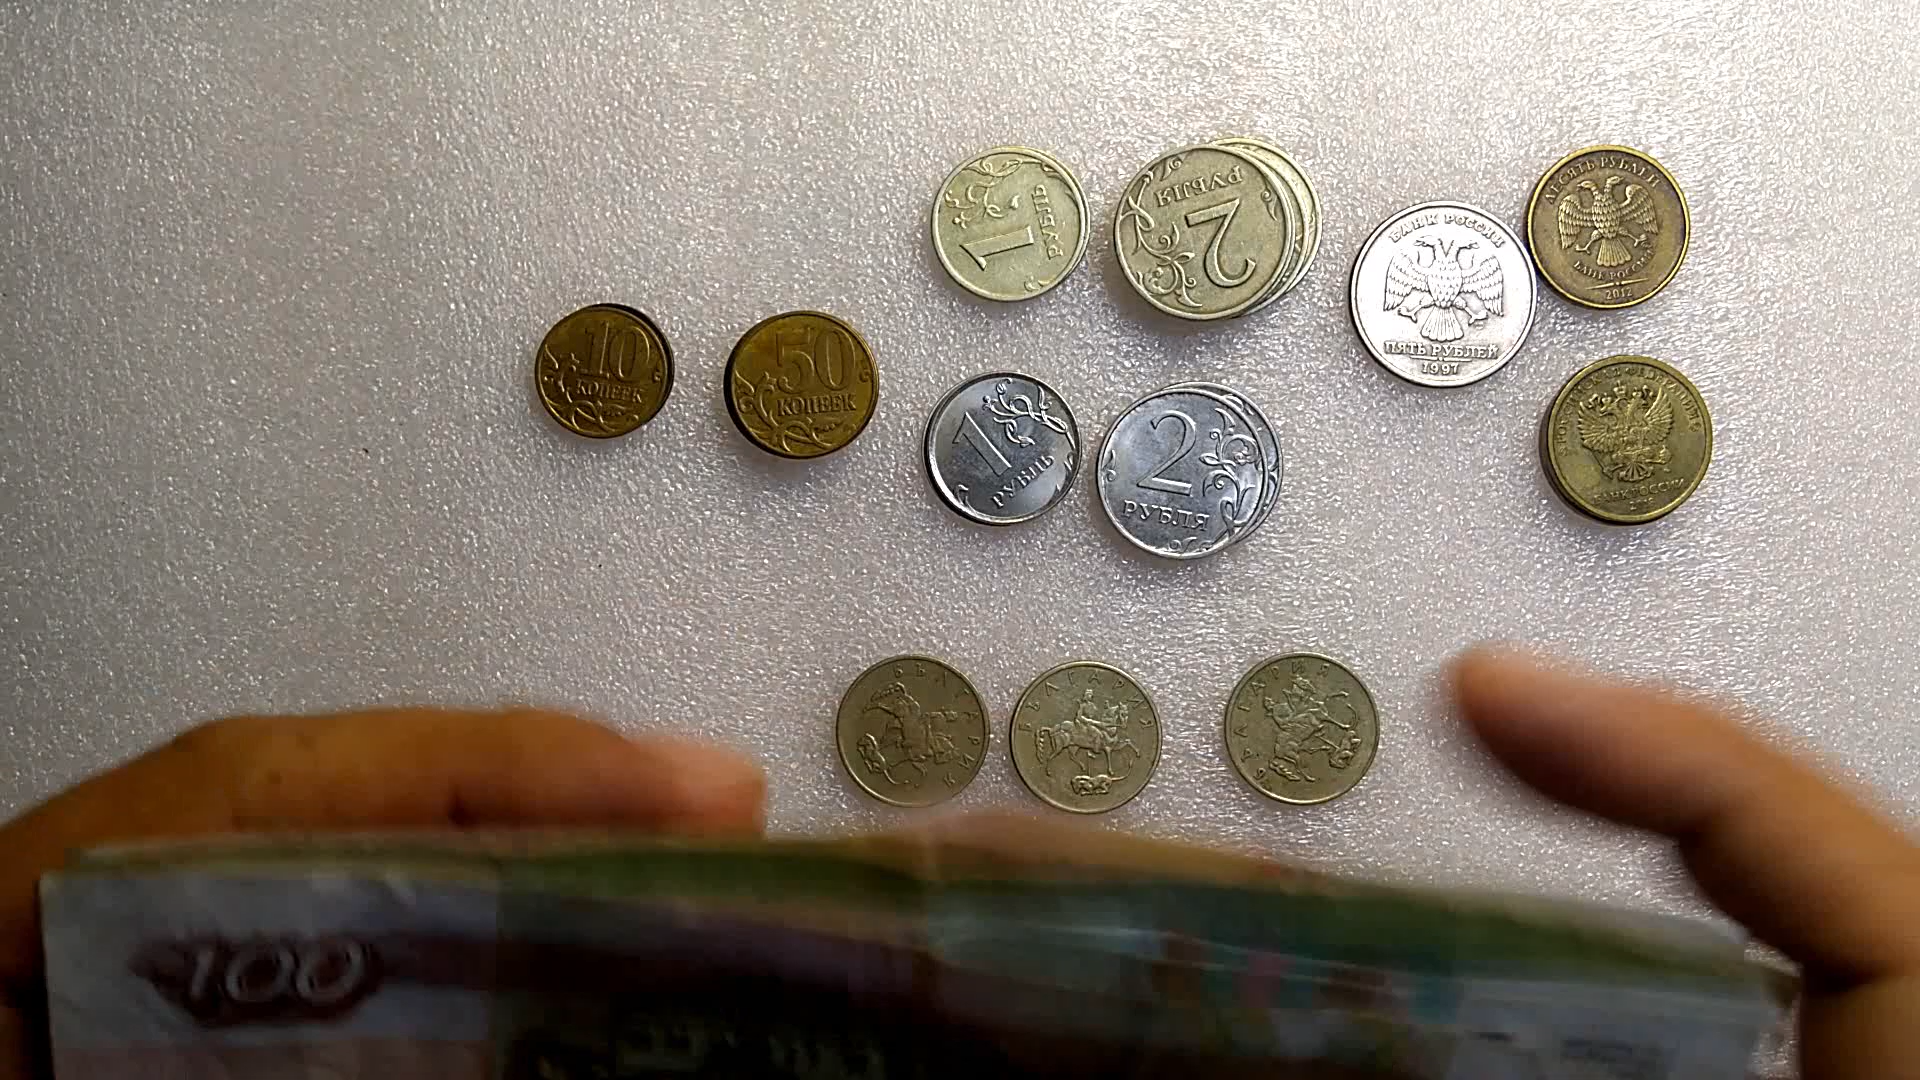 1
РУБЛЬ
2
РУБЛЯ
БАНК РОССИИ
ПЯТЬ РУБЛЕЙ
1997
ДЕСЯТЬ РУБЛЕЙ
БАНК РОССИИ
2012
10
КОПЕЕК
50
КОПЕЕК
1
РУБЛЬ
2
РУБЛЯ
БАНК РОССИИ
БЪЛГАРИЯ
БЪЛГАРИЯ
БЪЛГАРИЯ
100